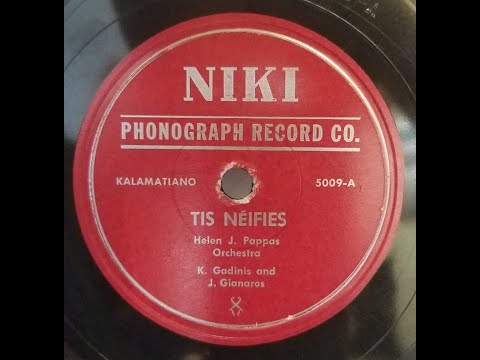 NIKI
PHONOGRAPH RECORD CO.
KALAMATIANO 5009-A
TIS NÉIFIES
Helen J. Pappas
Orchestra
K. Gadinis and
J. Gianaros